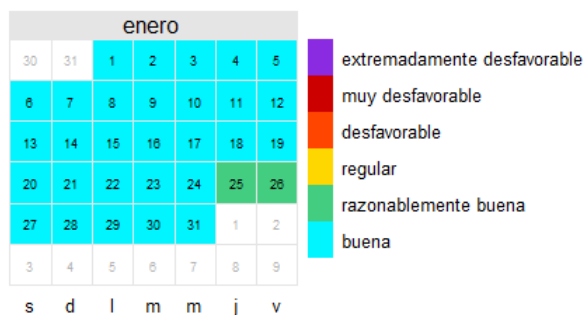 enero
30 31 1 2 3 4 5
6 7 8 9 10 11 12
13 14 15 16 17 18 19
20 21 22 23 24 25 26
27 28 29 30 31 1 2
3 4 5 6 7 8 9
s d l m m j v
extremadamente desfavorable
muy desfavorable
desfavorable
regular
razonablemente buena
buena